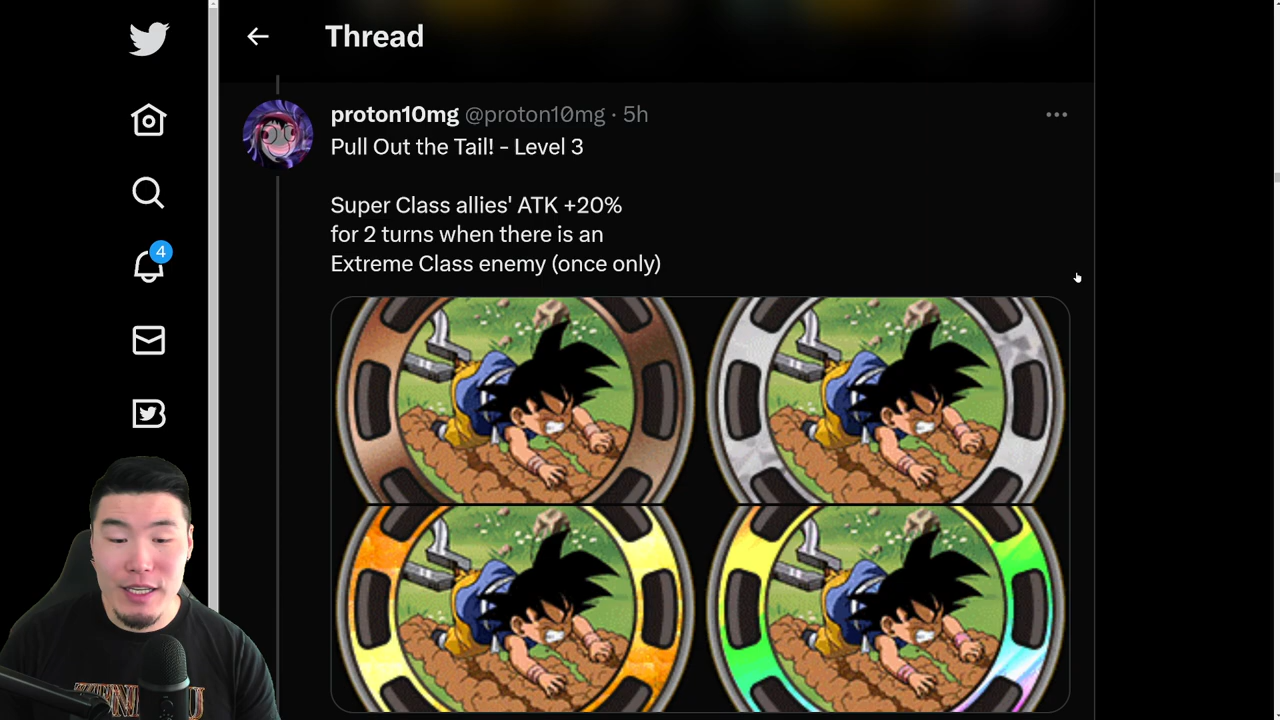 Thread
proton10mg @proton10mg · 5h
Pull Out the Tail! - Level 3
Super Class allies' ATK +20%
for 2 turns when there is an
Extreme Class enemy (once only)
4